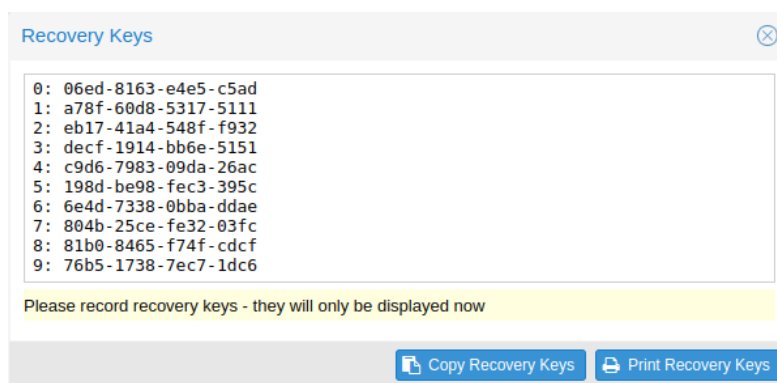 Recovery Keys
0: 06ed-8163-e4e5-c5ad
1: a78f-60d8-5317-5111
2: eb17-41a4-548f-f932
3: decf-1914-bb6e-5151
4: c9d6-7983-09da-26ac
5: 198d-be98-fec3-395c
6: 6e4d-7338-0bba-ddae
7: 804b-25ce-fe32-03fc
8: 81b0-8465-f74f-cdcf
9: 76b5-1738-7ec7-1dc6
Please record recovery keys - they will only be displayed now
Copy Recovery Keys Print Recovery Keys